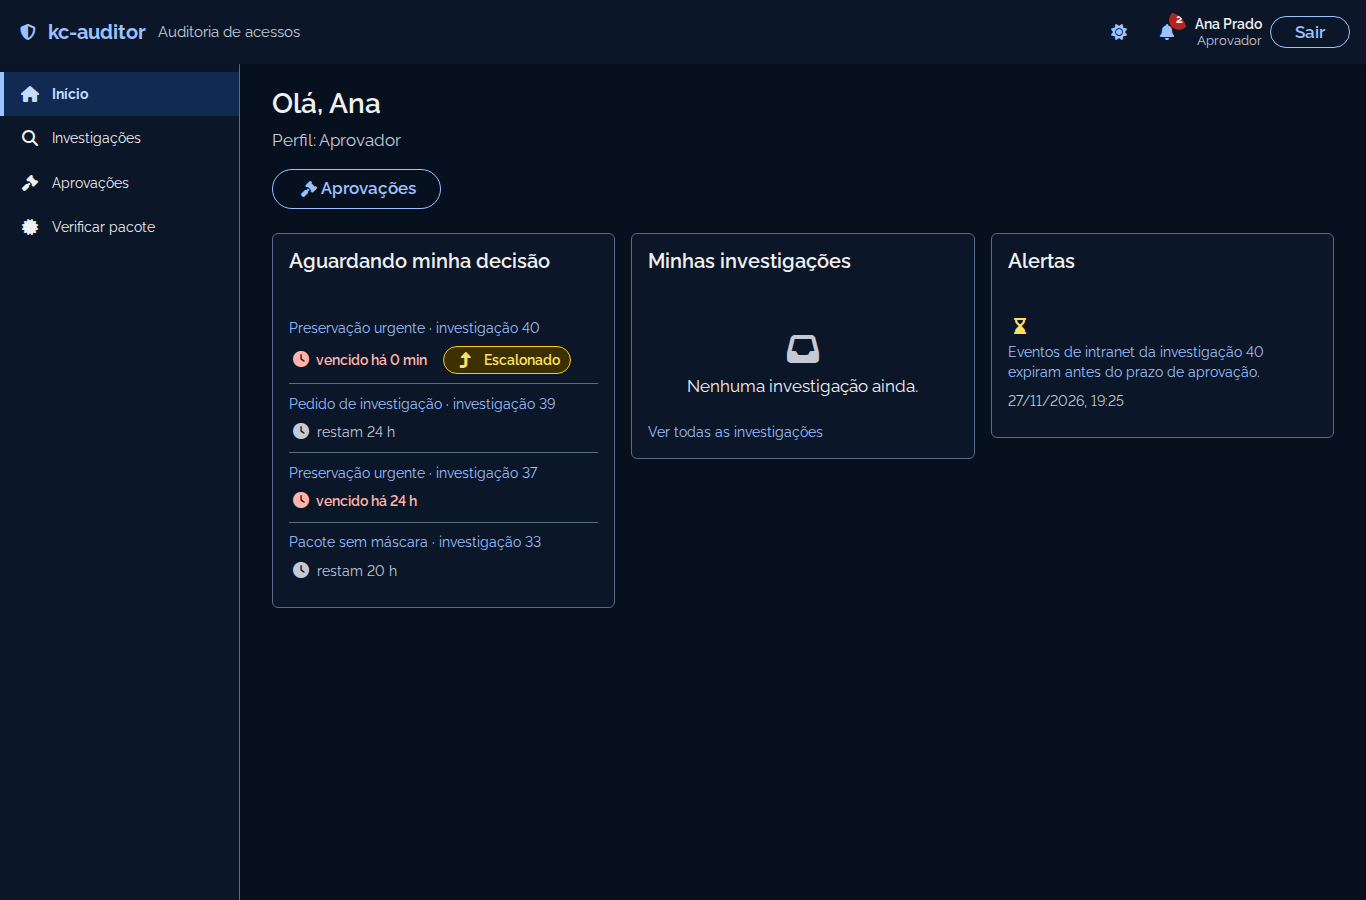 kc-auditor
Auditoria de acessos
2
Ana Prado
Aprovador
Sair
Início
Investigações
Aprovações
Verificar pacote
Olá, Ana
Perfil: Aprovador
Aprovações
Aguardando minha decisão
Preservação urgente · investigação 40
vencido há 0 min
Escalonado
Pedido de investigação · investigação 39
restam 24 h
Preservação urgente · investigação 37
vencido há 24 h
Pacote sem máscara · investigação 33
restam 20 h
Minhas investigações
Nenhuma investigação ainda.
Ver todas as investigações
Alertas
Eventos de intranet da investigação 40
expiram antes do prazo de aprovação.
27/11/2026, 19:25